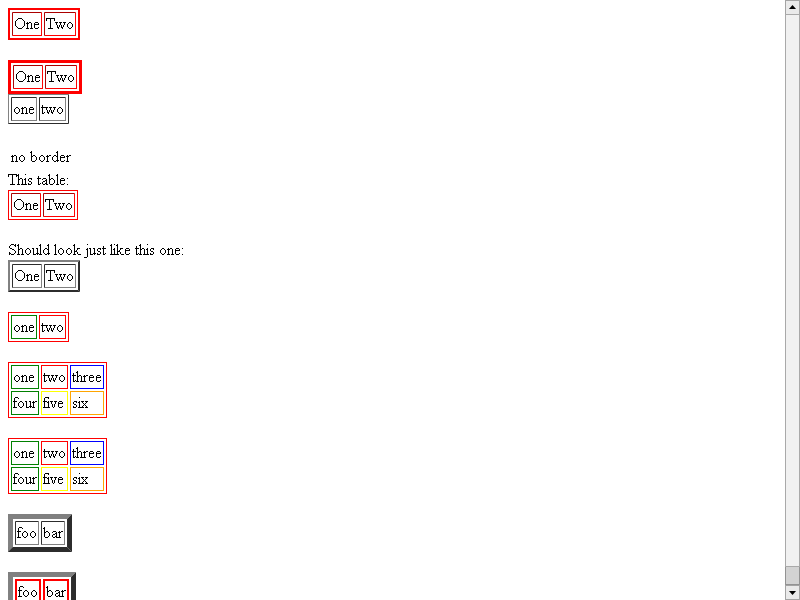 One Two
One Two
one two
no border
This table:
One Two
Should look just like this one:
One Two
one two
one two three
four five six
one two three
four five six
foo bar
foo bar